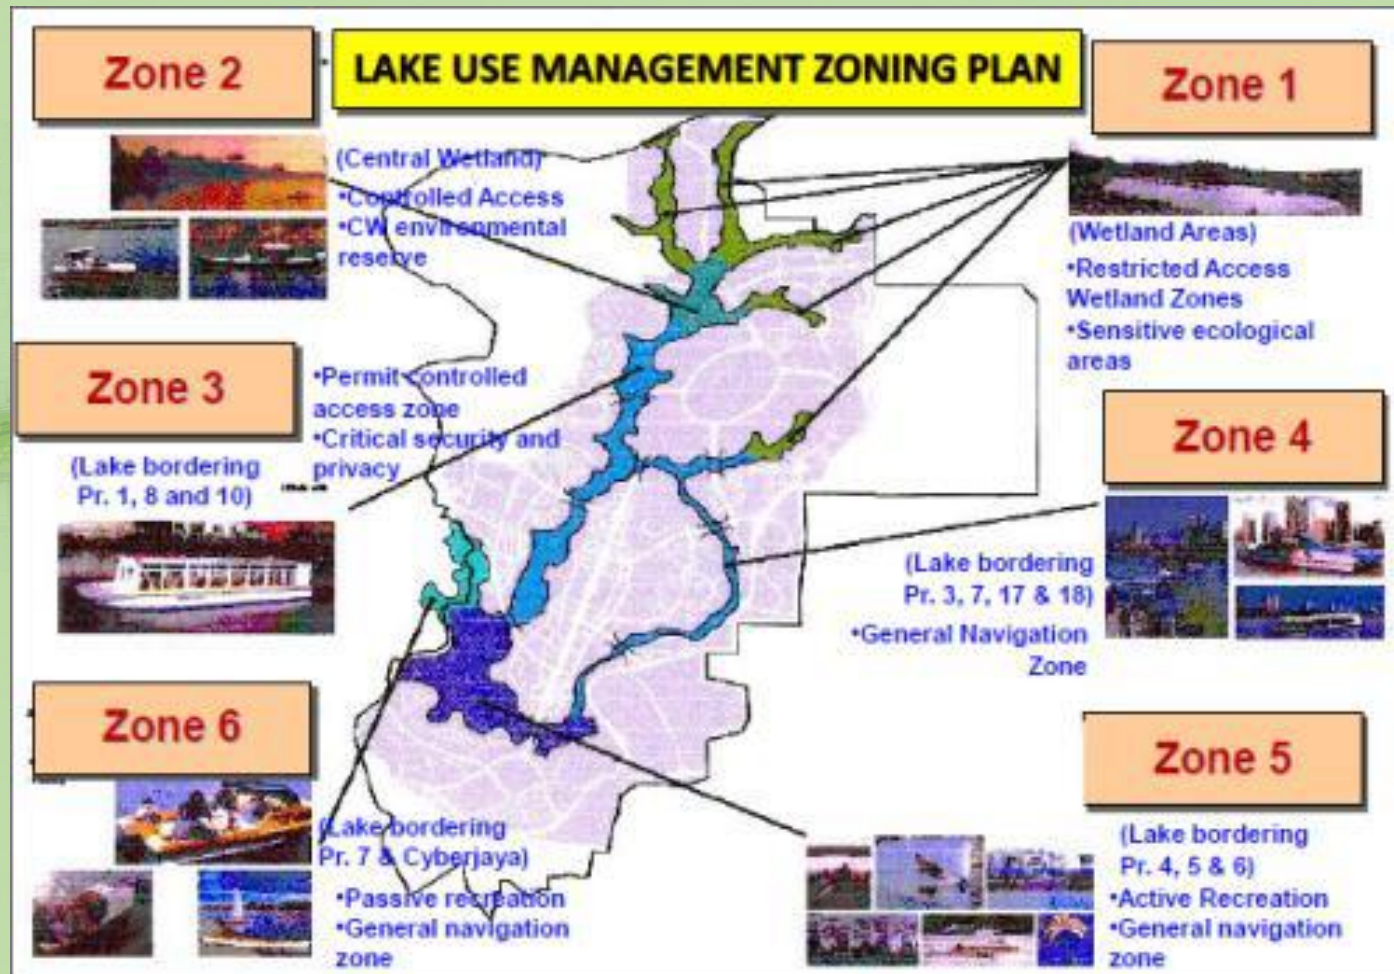 LAKE USE MANAGEMENT ZONING PLAN
Zone 2
(Central Wetland)
•Controlled Access
•CW environmental
reserve
Zone 1
(Wetland Areas)
•Restricted Access
Wetland Zones
•Sensitive ecological
areas
Zone 3
(Lake bordering
Pr. 1, 8 and 10)
•Permit controlled
access zone
•Critical security and
privacy
Zone 4
(Lake bordering
Pr. 3, 7, 17 & 18)
•General Navigation
Zone
Zone 6
(Lake bordering
Pr. 7 & Cyberjaya)
•Passive recreation
•General navigation
zone
Zone 5
(Lake bordering
Pr. 4, 5 & 6)
•Active Recreation
•General navigation
zone